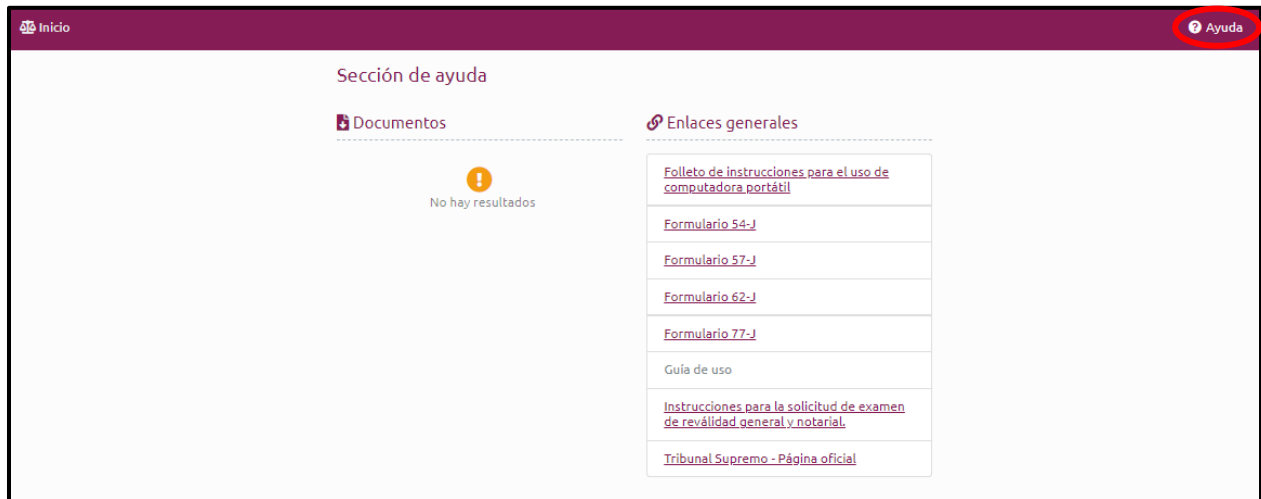 Inicio
Ayuda
Sección de ayuda
Documentos
No hay resultados
Enlaces generales
Folleto de instrucciones para el uso de
computadora portátil
Formulario 54-J
Formulario 57-J
Formulario 62-J
Formulario 77-J
Guía de uso
Instrucciones para la solicitud de examen
de reválidad general y notarial.
Tribunal Supremo - Página oficial